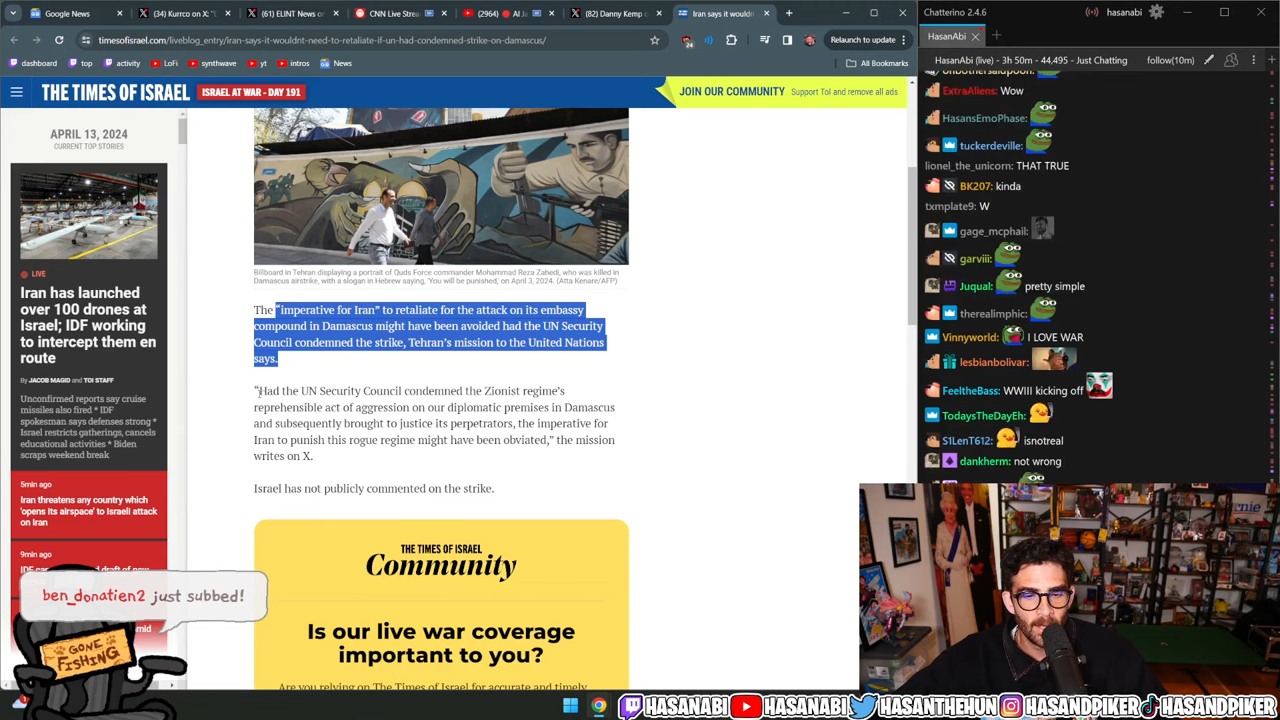 Google News
(34) Kurrco on X: "
(61) ELINT News o
CNN Live Strea
(2964)
AI Ja
(82) Danny Kemp o
Iran says it would
timesofisrael.com/liveblog_entry/iran-says-it-wouldnt-need-to-retaliate-if-un-had-condemned-strike-on-damascus/
24
Relaunch to update
dashboard
top
activity
LoFi
synthwave
yt
intros
News
All Bookmarks
THE TIMES OF ISRAEL
ISRAEL AT WAR - DAY 191
JOIN OUR COMMUNITY
Support ToI and remove all ads
APRIL 13, 2024
CURRENT TOP STORIES
LIVE
Iran has launched
over 100 drones at
Israel; IDF working
to intercept them en
route
By JACOB MAGID and TOI STAFF
Unconfirmed reports say cruise
missiles also fired * IDF
spokesman says defenses strong *
Israel restricts gatherings, cancels
educational activities * Biden
scraps weekend break
5min ago
Iran threatens any country which
'opens its airspace' to Israeli attack
on Iran
9min ago
Billboard in Tehran displaying a portrait of Quds Force commander Mohammad Reza Zahedi, who was killed in
Damascus airstrike, with a slogan in Hebrew saying, 'You will be punished,' on April 3, 2024. (Atta Kenare/AFP)
The “imperative for Iran” to retaliate for the attack on its embassy
compound in Damascus might have been avoided had the UN Security
Council condemned the strike, Tehran’s mission to the United Nations
says.
“Had the UN Security Council condemned the Zionist regime’s
reprehensible act of aggression on our diplomatic premises in Damascus
and subsequently brought to justice its perpetrators, the imperative for
Iran to punish this rogue regime might have been obviated,” the mission
writes on X.
Israel has not publicly commented on the strike.
THE TIMES OF ISRAEL
Community
Is our live war coverage
important to you?
Are you relying on The Times of Israel for accurate and timely
ben_donatien2 just subbed!
GONE
FISHING
Chatterino 2.4.6
hasanabi
HasanAbi
HasanAbi (live) - 3h 50m - 44,495 - Just Chatting
follow(10m)
ExtraAliens: Wow
HasansEmoPhase:
tuckerdeville:
lionel_the_unicorn: THAT TRUE
BK207: kinda
txmplate9: W
gage_mcphail:
garviii:
Juqual: pretty simple
therealimphic:
Vinnyworld: I LOVE WAR
lesbianbolivar:
FeeltheBass: WWIII kicking off
TodaysTheDayEh:
S1LenT612: isnotreal
dankherm: not wrong
HASANABI
HASANABI
HASANTHEHUN
HASANDPIKER
HASANDPIKER